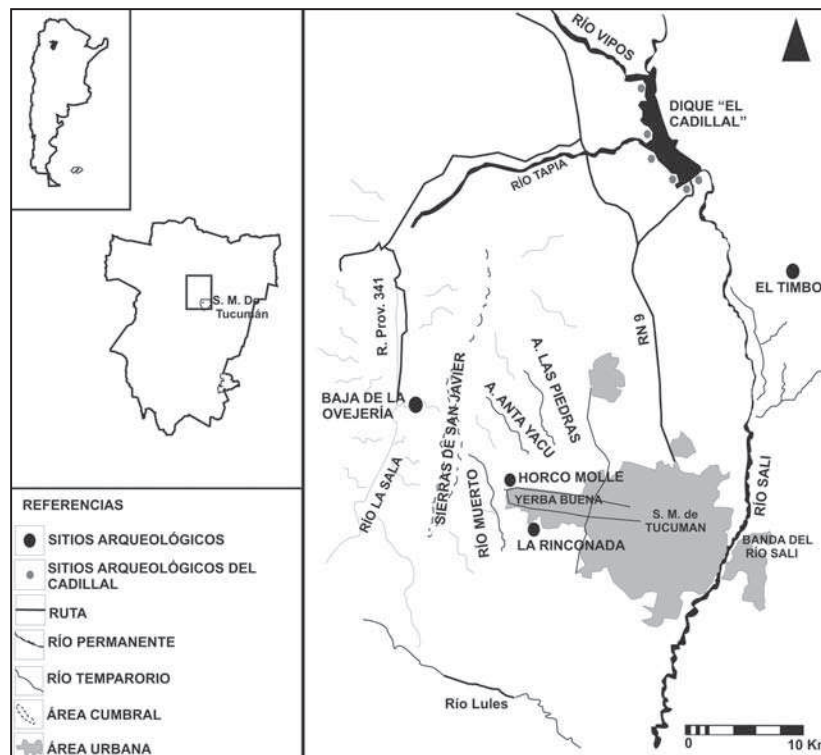 RÍO VIPOS
DIQUE "EL
CADILLAL"
RÍO TAPIA
S. M. De
Tucumán
EL TIMBO
R. Prov. 341
RN 9
SIERRAS DE SAN JAVIER
A. LAS PIEDRAS
A. ANTA YACU
BAJA DE LA
OVEJERÍA
RÍO LA SALA
RÍO MUERTO
HORCO MOLLE
YERBA BUENA
S. M. de
TUCUMAN
RÍO SALI
LA RINCONADA
BANDA DEL
RÍO SALI
Río Lules
REFERENCIAS
SITIOS ARQUEOLÓGICOS
SITIOS ARQUEOLÓGICOS DEL
CADILLAL
RUTA
RÍO PERMANENTE
RÍO TEMPARORIO
ÁREA CUMBRAL
ÁREA URBANA
0 10 Km